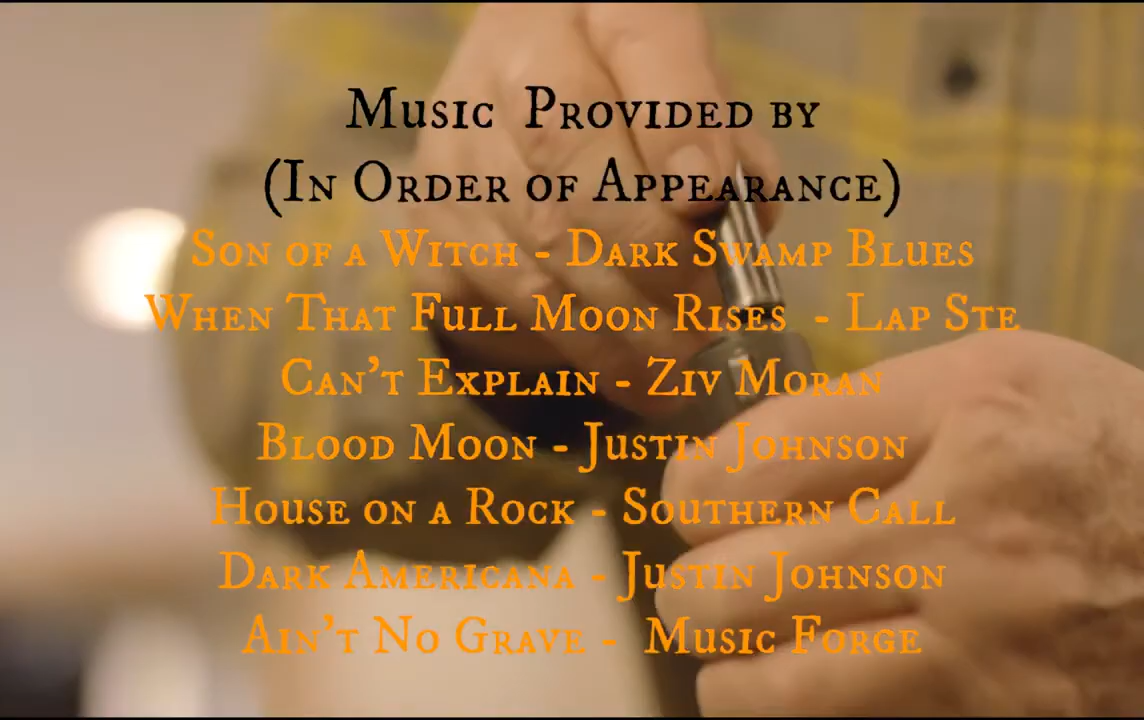 Music Provided by
(In Order of Appearance)
Son of a Witch - Dark Swamp Blues
When That Full Moon Rises - Lap Ste
Can't Explain - Ziv Moran
Blood Moon - Justin Johnson
House on a Rock - Southern Call
Dark Americana - Justin Johnson
Ain't No Grave - Music Forge